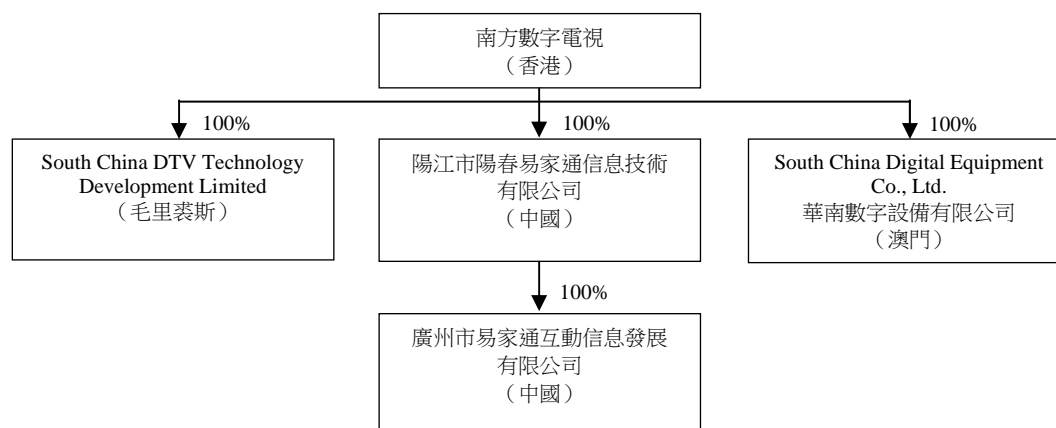 南方數字電視
（香港）
100%
100%
100%
South China DTV Technology
Development Limited
（毛里裘斯）
陽江市陽春易家通信息技術
有限公司
（中國）
South China Digital Equipment
Co., Ltd.
華南數字設備有限公司
（澳門）
100%
廣州市易家通互動信息發展
有限公司
（中國）